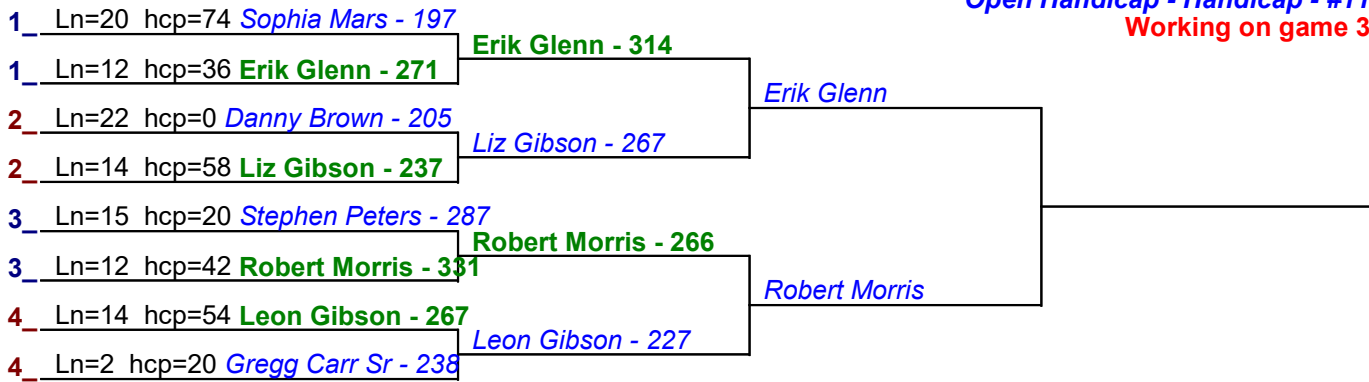 Open Handicap - Handicap - #11
Working on game 3
1_ Ln=20 hcp=74 Sophia Mars - 197
1_ Ln=12 hcp=36 Erik Glenn - 271
2_ Ln=22 hcp=0 Danny Brown - 205
2_ Ln=14 hcp=58 Liz Gibson - 237
3_ Ln=15 hcp=20 Stephen Peters - 287
3_ Ln=12 hcp=42 Robert Morris - 331
4_ Ln=14 hcp=54 Leon Gibson - 267
4_ Ln=2 hcp=20 Gregg Carr Sr - 238
Erik Glenn - 314
Liz Gibson - 267
Robert Morris - 266
Leon Gibson - 227
Erik Glenn
Robert Morris